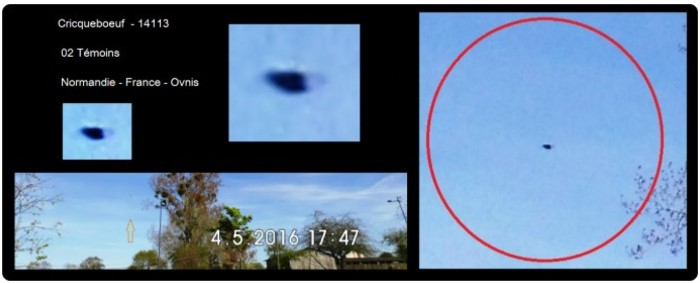 Cricqueboeuf - 14113
02 Témoins
Normandie - France - Ovnis
4. 5. 2016 17:47